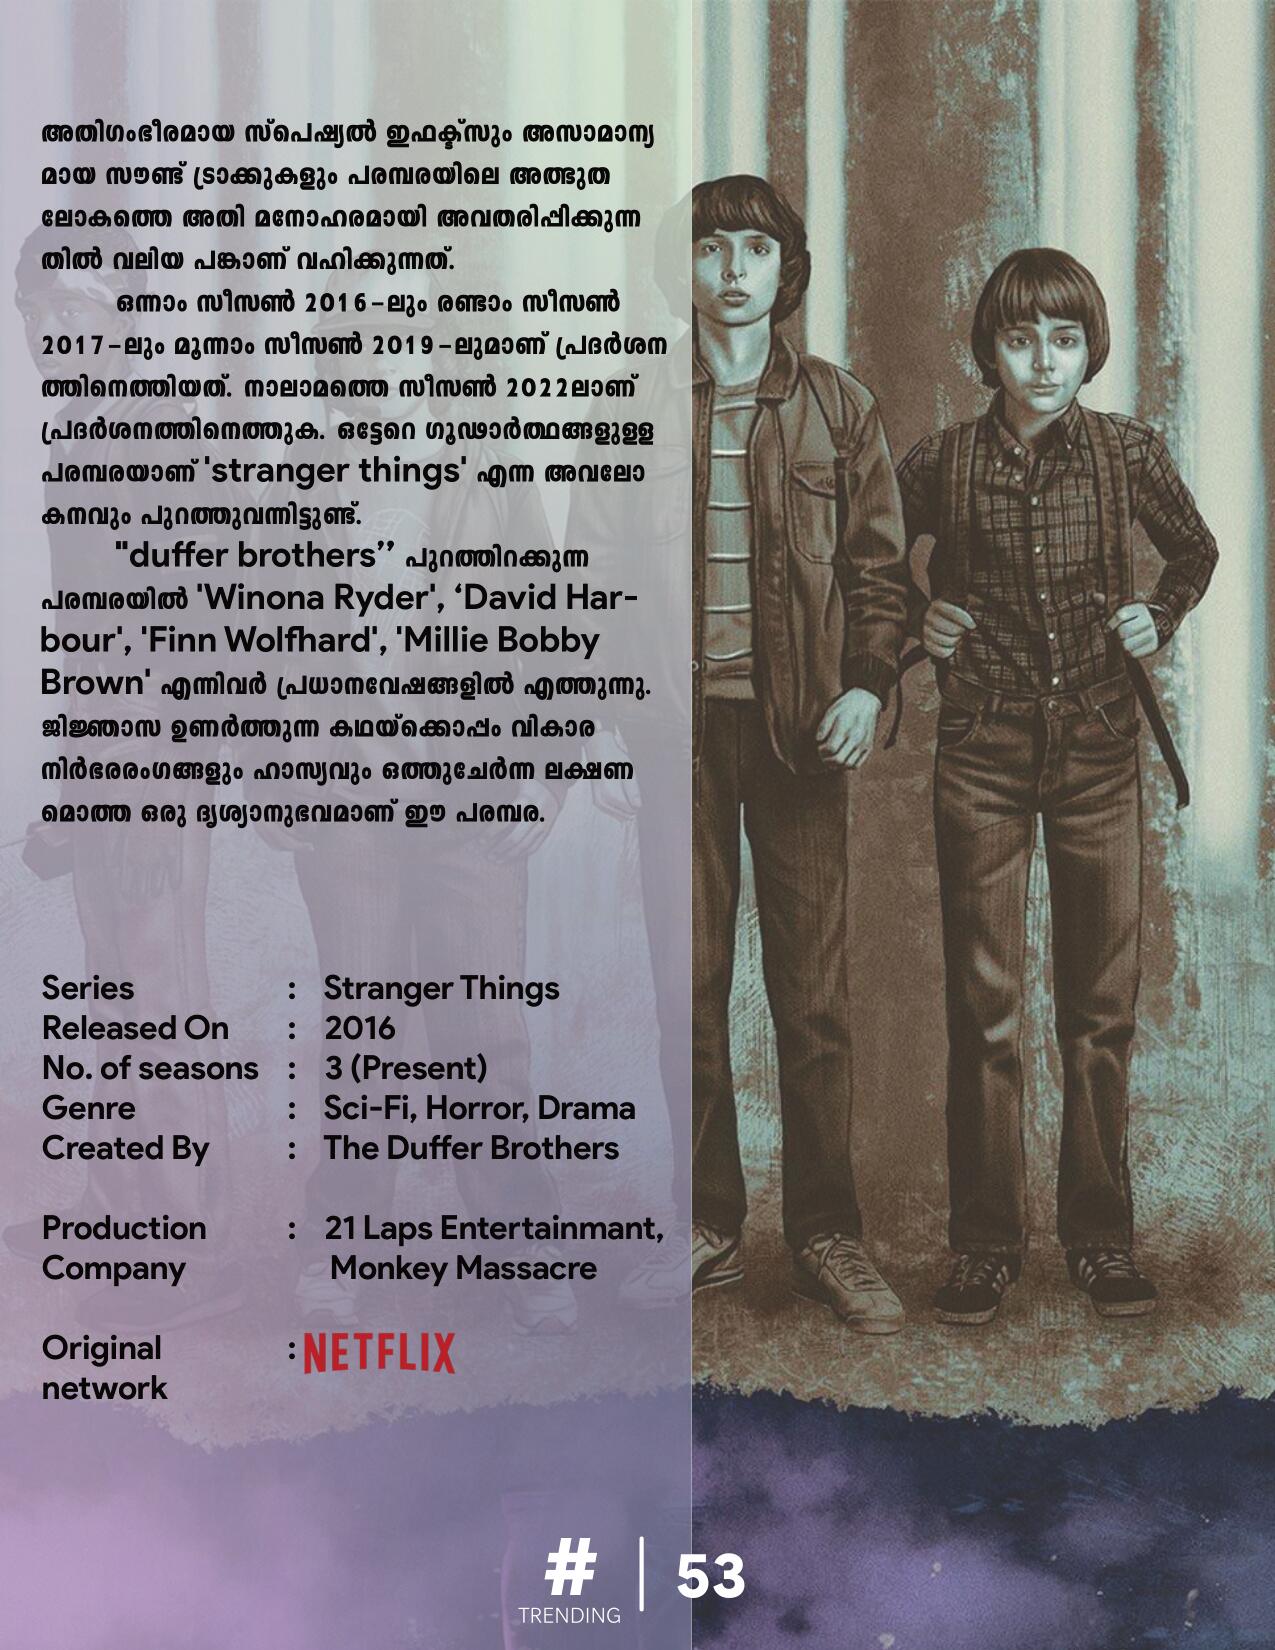 അതിഗംഭീരമായ സ്പെഷ്യൽ ഇഫക്ട്സും അസാമാന്യ
മായ സൗണ്ട് ട്രാക്കുകളും പരമ്പരയിലെ അത്ഭുത
ലോകത്തെ അതി മനോഹരമായി അവതരിപ്പിക്കുന്ന
തിൽ വലിയ പങ്കാണ് വഹിക്കുന്നത്.
ഒന്നാം സീസൺ 2016-ലും രണ്ടാം സീസൺ
2017-ലും മൂന്നാം സീസൺ 2019-ലുമാണ് പ്രദർശന
ത്തിനെത്തിയത്. നാലാമത്തെ സീസൺ 2022ലാണ്
പ്രദർശനത്തിനെത്തുക. ഒട്ടേറെ ഗൂഢാർത്ഥങ്ങളുളള
പരമ്പരയാണ് 'stranger things' എന്ന അവലോ
കനവും പുറത്തുവന്നിട്ടുണ്ട്.
"duffer brothers’’ പുറത്തിറക്കുന്ന
പരമ്പരയിൽ 'Winona Ryder', ‘David Har-
bour', 'Finn Wolfhard', 'Millie Bobby
Brown' എന്നിവർ പ്രധാനവേഷങ്ങളിൽ എത്തുന്നു.
ജിജ്ഞാസ ഉണർത്തുന്ന കഥയ്ക്കൊപ്പം വികാര
നിർഭരരംഗങ്ങളും ഹാസ്യവും ഒത്തുചേർന്ന ലക്ഷണ
മൊത്ത ഒരു ദൃശ്യാനുഭവമാണ് ഈ പരമ്പര.
Series : Stranger Things
Released On : 2016
No. of seasons : 3 (Present)
Genre : Sci-Fi, Horror, Drama
Created By : The Duffer Brothers
Production : 21 Laps Entertainmant,
Company Monkey Massacre
Original : NETFLIX
network
# | 53
TRENDING